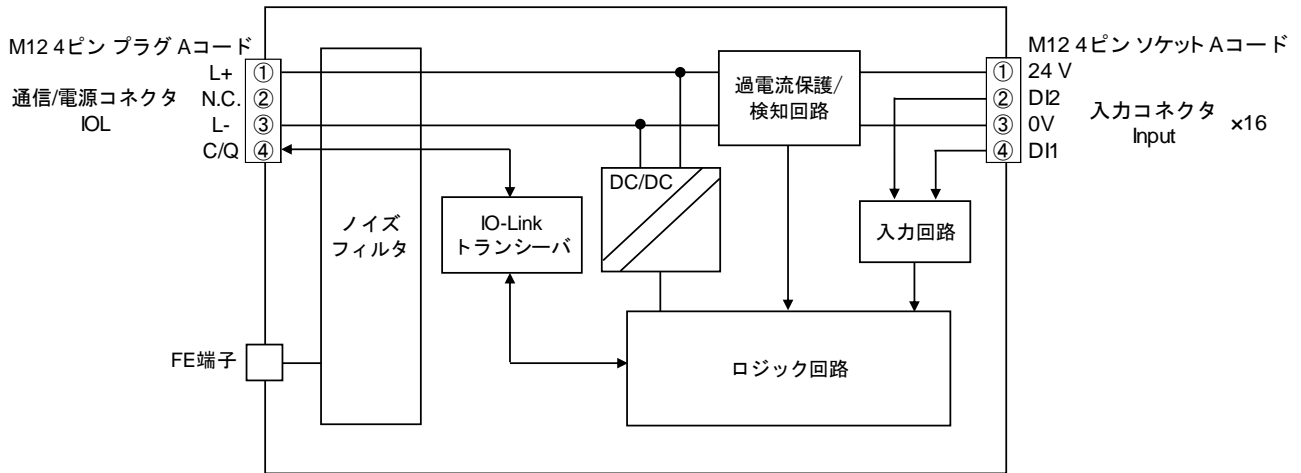 M12 4ピン プラグ Aコード
通信/電源コネクタ
IOL
L+ ①
N.C. ②
L- ③
C/Q ④
FE端子
ノイズ
フィルタ
IO-Link
トランシーバ
DC/DC
過電流保護/
検知回路
入力回路
ロジック回路
M12 4ピン ソケット Aコード
① 24 V
② DI2
③ 0V
④ DI1
入力コネクタ
Input
×16